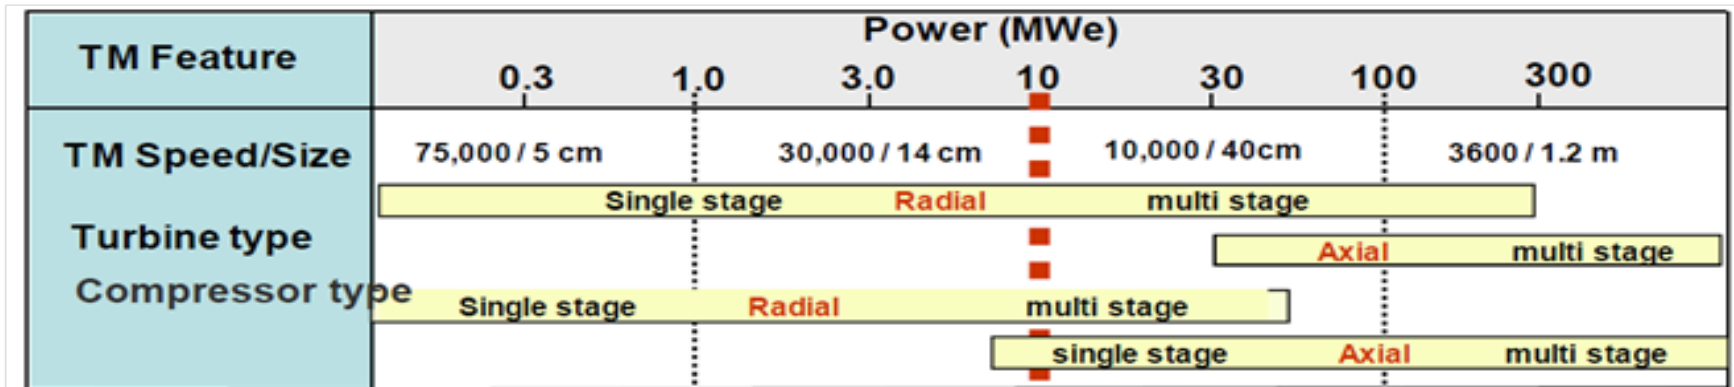 Power (MWe)
TM Feature
0.3 1.0 3.0 10 30 100 300
TM Speed/Size 75,000 / 5 cm 30,000 / 14 cm 10,000 / 40cm 3600 / 1.2 m
Single stage Radial multi stage
Turbine type
Axial multi stage
Compressor type
Single stage Radial multi stage
single stage Axial multi stage